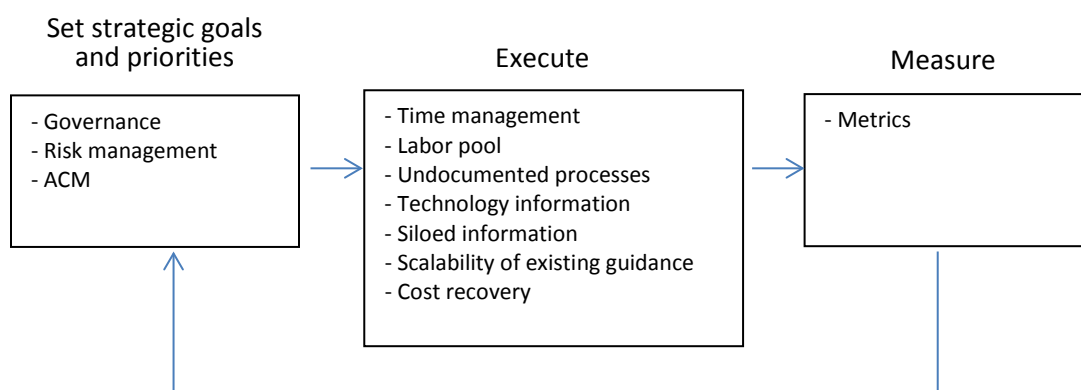 Set strategic goals
and priorities
- Governance
- Risk management
- ACM
Execute
- Time management
- Labor pool
- Undocumented processes
- Technology information
- Siloed information
- Scalability of existing guidance
- Cost recovery
Measure
- Metrics